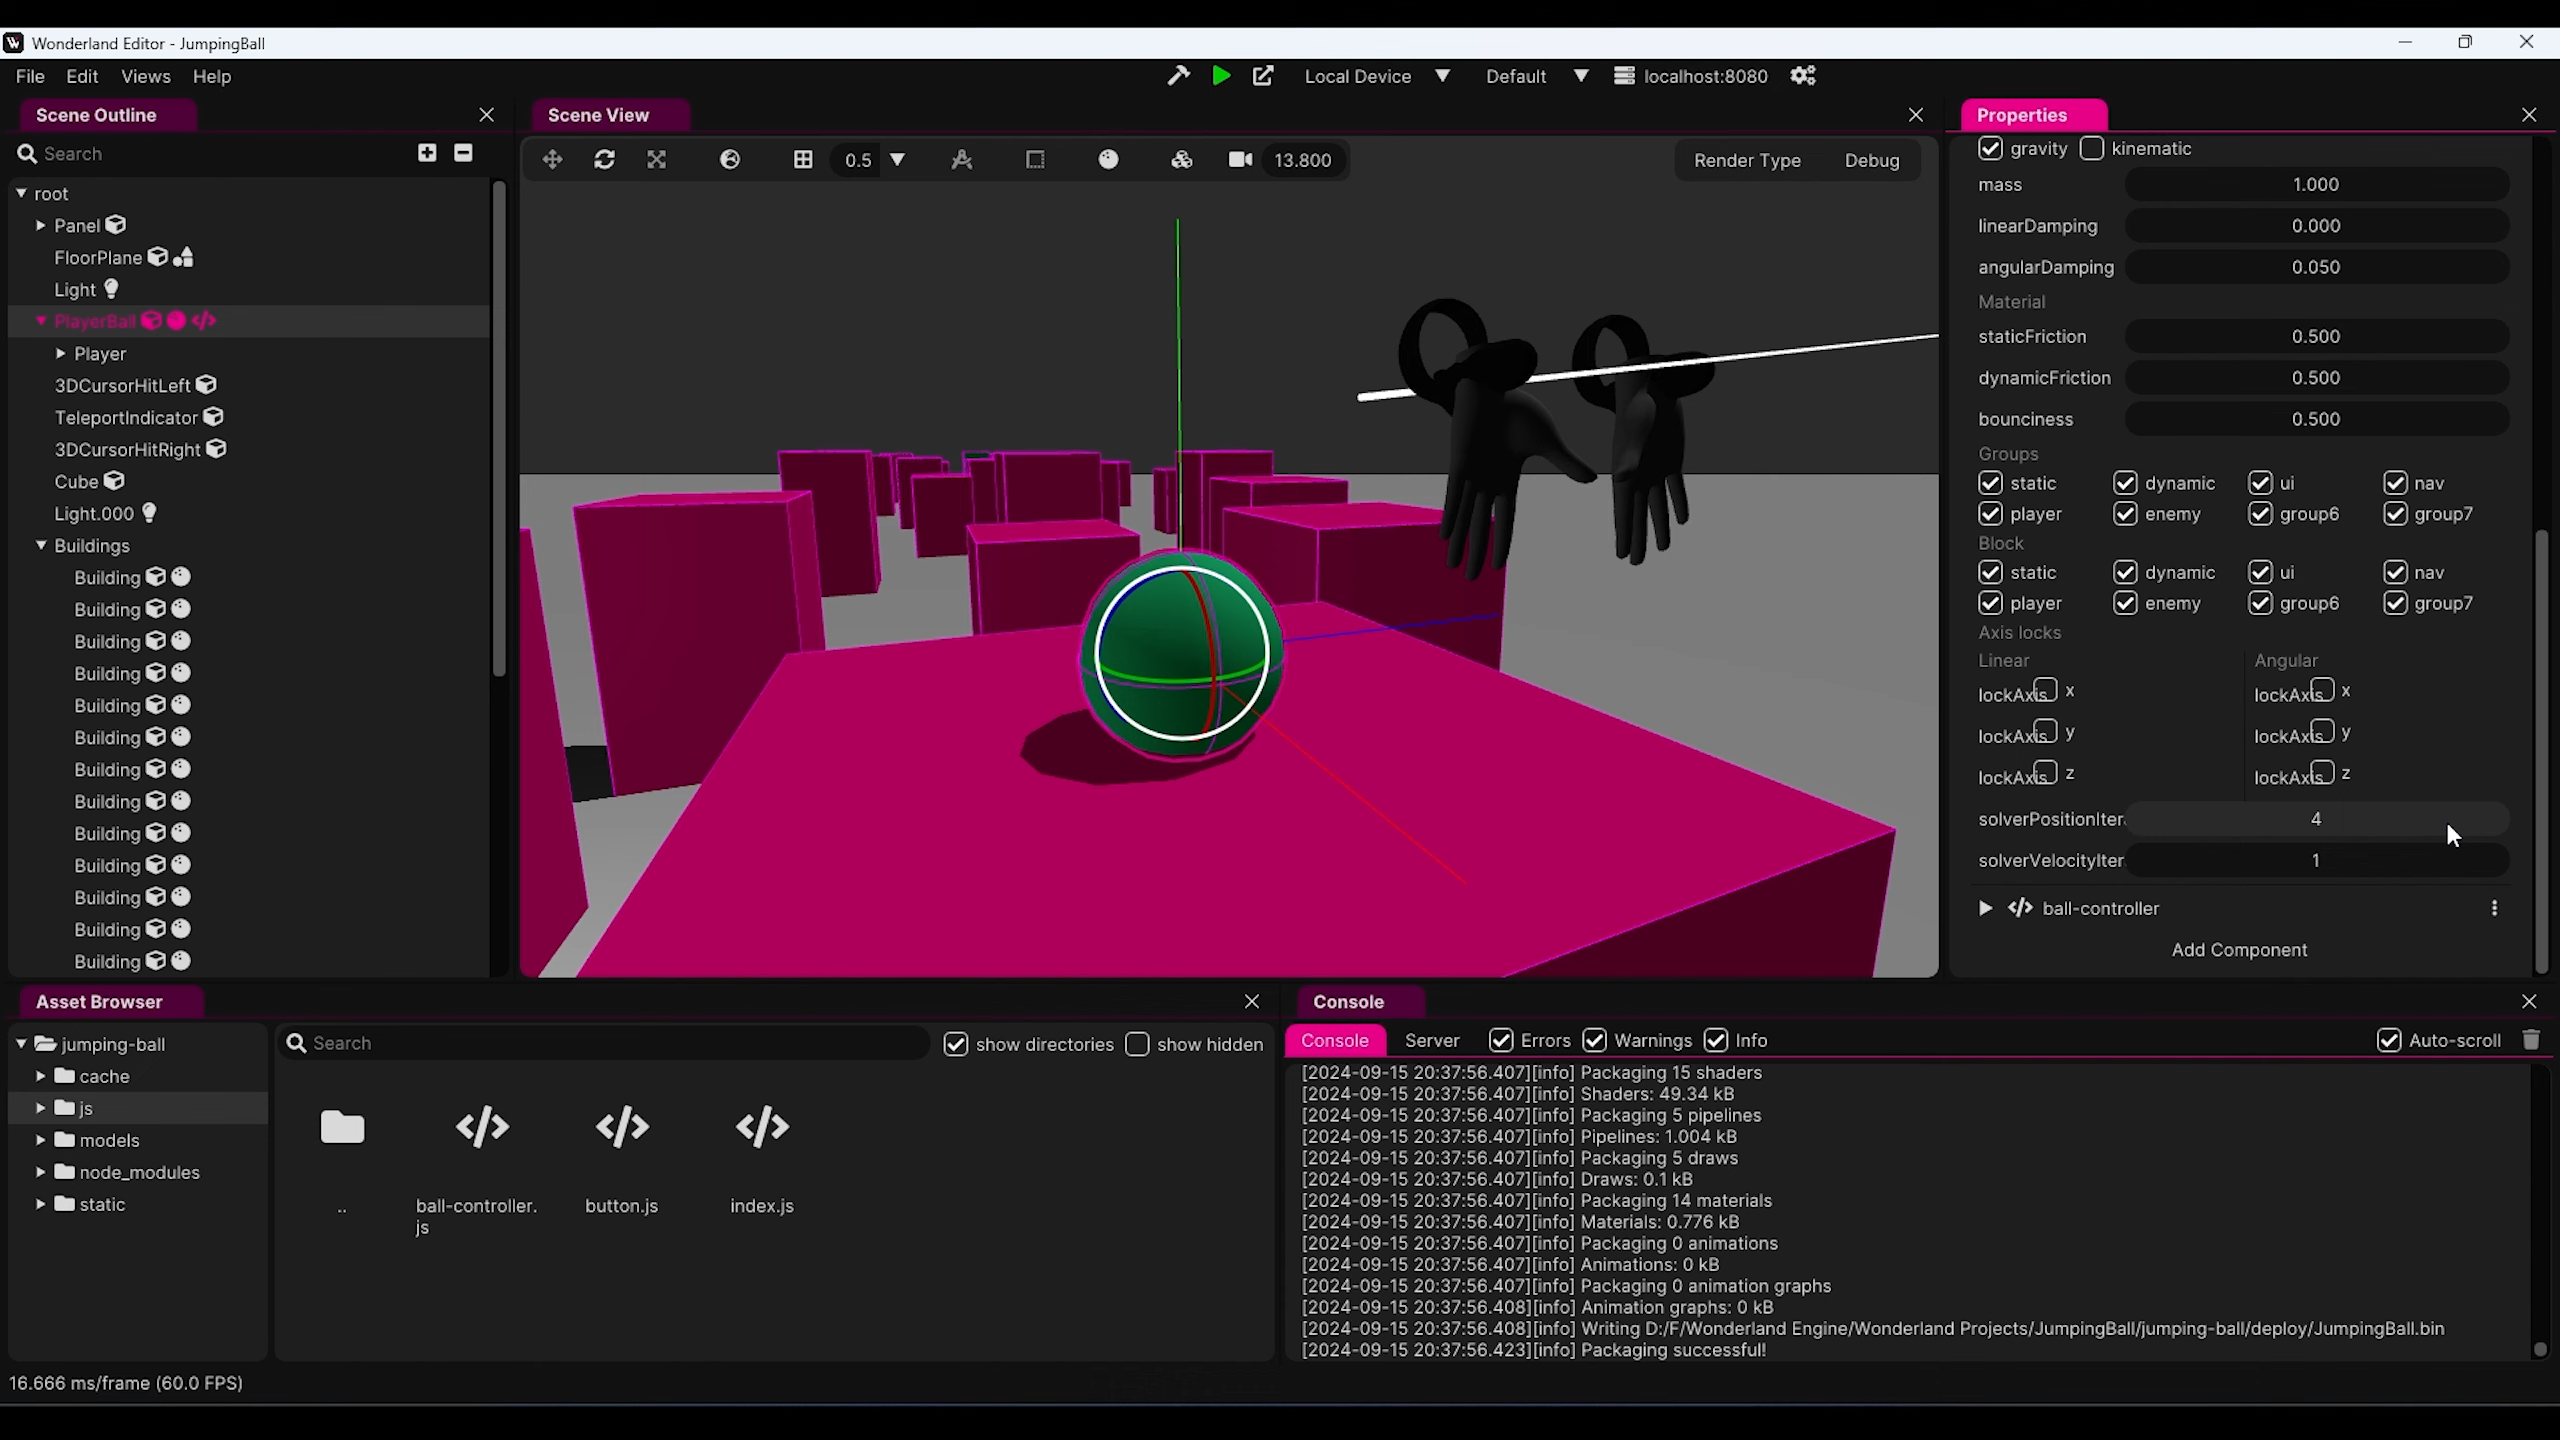 Wonderland Editor - JumpingBall
File Edit Views Help
Local Device Default localhost:8080
Scene Outline
Search
root
Panel
FloorPlane
Light
PlayerBall
Player
3DCursorHitLeft
TeleportIndicator
3DCursorHitRight
Cube
Light.000
Buildings
Building
Building
Building
Building
Building
Building
Building
Building
Building
Building
Building
Building
Building
Scene View
0.5 13.800 Render Type Debug
Properties
gravity kinematic
mass 1.000
linearDamping 0.000
angularDamping 0.050
Material
staticFriction 0.500
dynamicFriction 0.500
bounciness 0.500
Groups
static dynamic ui nav
player enemy group6 group7
Block
static dynamic ui nav
player enemy group6 group7
Axis locks
Linear Angular
lockAxis x lockAxis x
lockAxis y lockAxis y
lockAxis z lockAxis z
solverPositionIter 4
solverVelocityIter 1
</> ball-controller
Add Component
Asset Browser
jumping-ball
cache
js
models
node_modules
static
Search show directories show hidden
</> </> </>
.. ball-controller. button.js index.js
js
Console
Console Server Errors Warnings Info Auto-scroll
[2024-09-15 20:37:56.407][info] Packaging 15 shaders
[2024-09-15 20:37:56.407][info] Shaders: 49.34 kB
[2024-09-15 20:37:56.407][info] Packaging 5 pipelines
[2024-09-15 20:37:56.407][info] Pipelines: 1.004 kB
[2024-09-15 20:37:56.407][info] Packaging 5 draws
[2024-09-15 20:37:56.407][info] Draws: 0.1 kB
[2024-09-15 20:37:56.407][info] Packaging 14 materials
[2024-09-15 20:37:56.407][info] Materials: 0.776 kB
[2024-09-15 20:37:56.407][info] Packaging 0 animations
[2024-09-15 20:37:56.407][info] Animations: 0 kB
[2024-09-15 20:37:56.407][info] Packaging 0 animation graphs
[2024-09-15 20:37:56.408][info] Animation graphs: 0 kB
[2024-09-15 20:37:56.408][info] Writing D:/F/Wonderland Engine/Wonderland Projects/JumpingBall/jumping-ball/deploy/JumpingBall.bin
[2024-09-15 20:37:56.423][info] Packaging successful!
16.666 ms/frame (60.0 FPS)